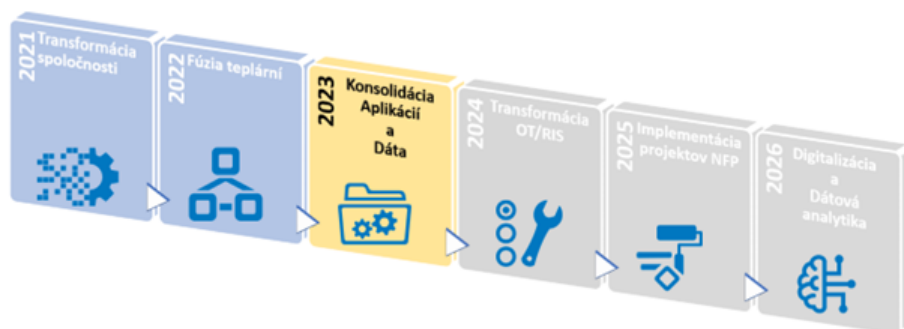 2021
Transformácia
spoločnosti
2022
Fúzia teplární
2023
Konsolidácia
Aplikácií
a
Dáta
2024
Transformácia
OT/RIS
2025
Implementácia
projektov NFP
2026
Digitalizácia
a
Dátová
analytika